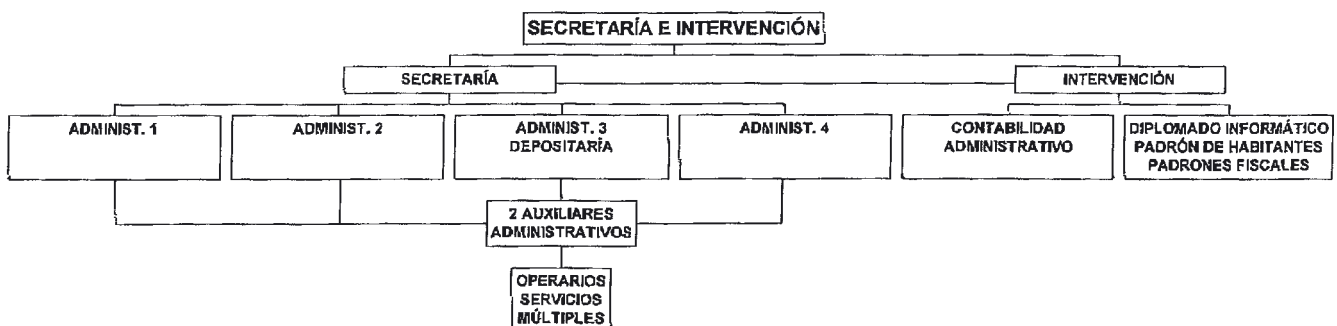 SECRETARÍA E INTERVENCIÓN
SECRETARÍA
INTERVENCIÓN
ADMINIST. 1
ADMINIST. 2
ADMINIST. 3
DEPOSITARÍA
ADMINIST. 4
CONTABILIDAD
ADMINISTRATIVO
DIPLOMADO INFORMÁTICO
PADRÓN DE HABITANTES
PADRONES FISCALES
2 AUXILIARES
ADMINISTRATIVOS
OPERARIOS
SERVICIOS
MÚLTIPLES